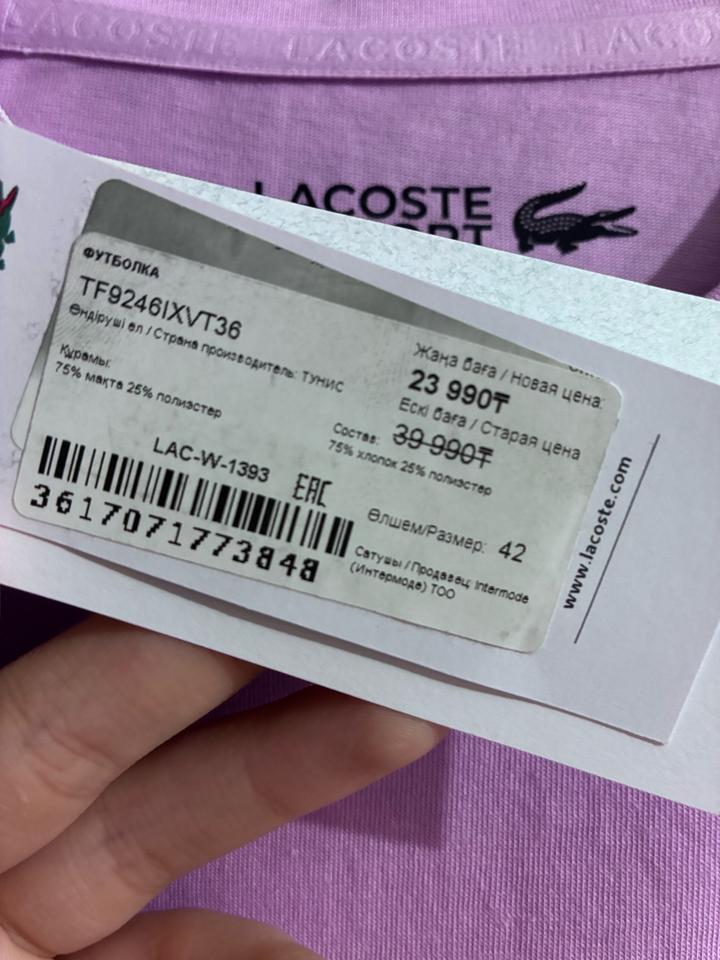 LACOSTE LACOSTE LACO
LACOSTE
ФУТБОЛКА
TF9246IXVT36
Өндіруші ел / Страна производитель: ТУНИС
Құрамы:
75% мақта 25% полиэстер
Жаңа баға / Новая цена:
23 990₸
Ескі баға / Старая цена
39 990₸
Состав:
75% хлопок 25% полиэстер
LAC-W-1393
EAC
3617071773848
Өлшем/Размер: 42
Сатушы / Продавец: Intermode
(Интермоде) ТОО
www.lacoste.com